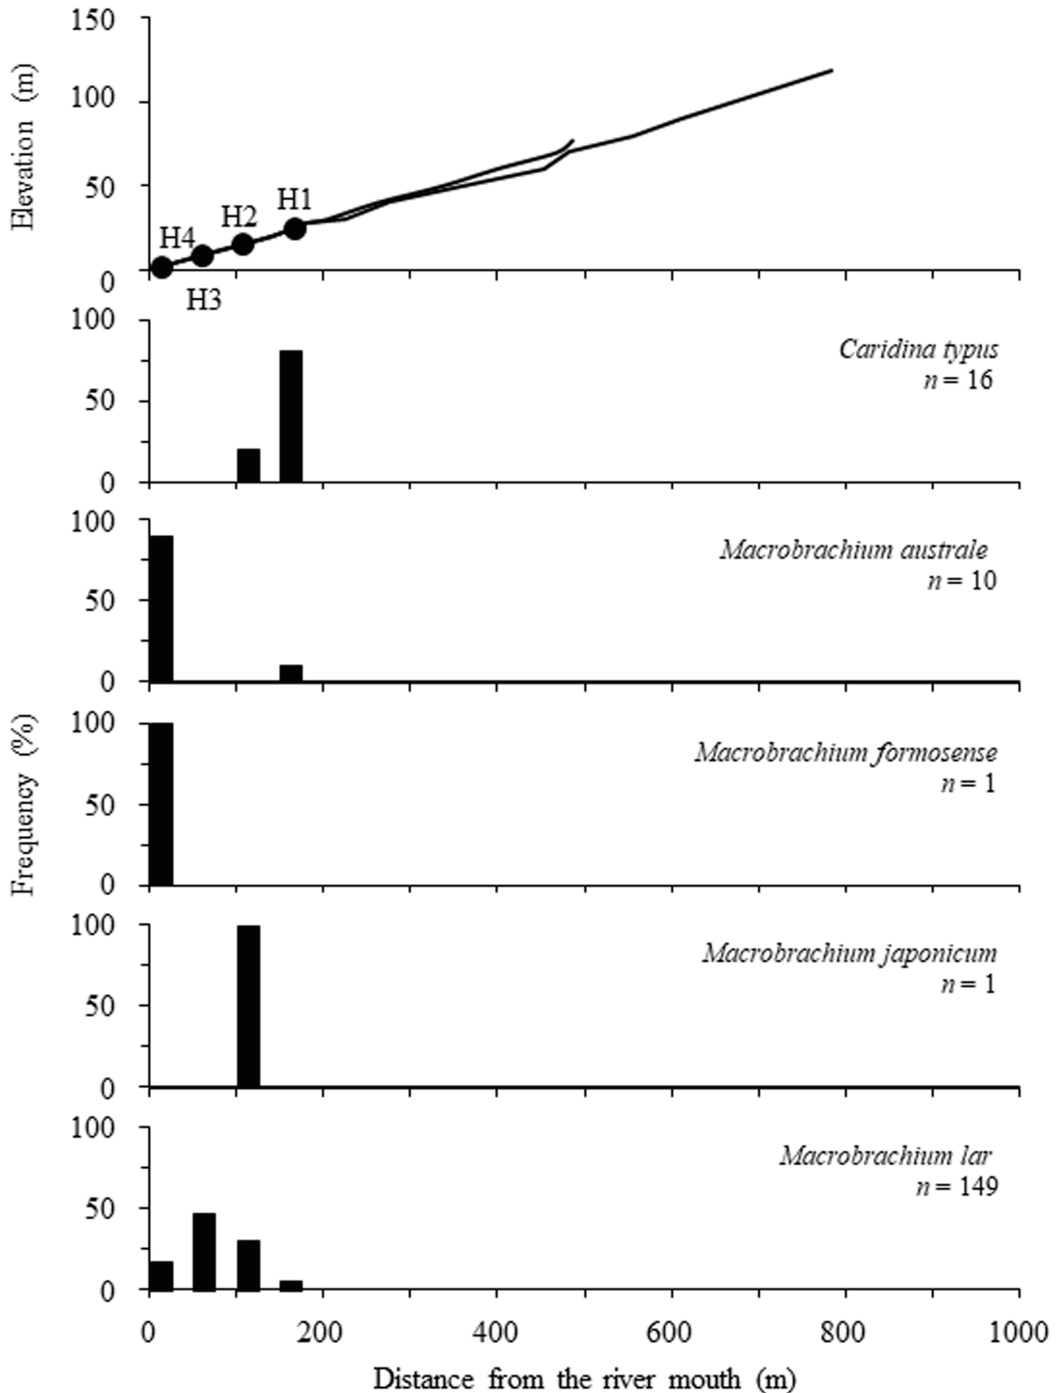 150
100
50
0
Elevation (m)
H1
H2
H4
H3
100
50
0
Caridina typus
n = 16
100
50
0
Macrobrachium australe
n = 10
Frequency (%)
100
50
0
Macrobrachium formosense
n = 1
100
50
0
Macrobrachium japonicum
n = 1
100
50
0
Macrobrachium lar
n = 149
0 200 400 600 800 1000
Distance from the river mouth (m)